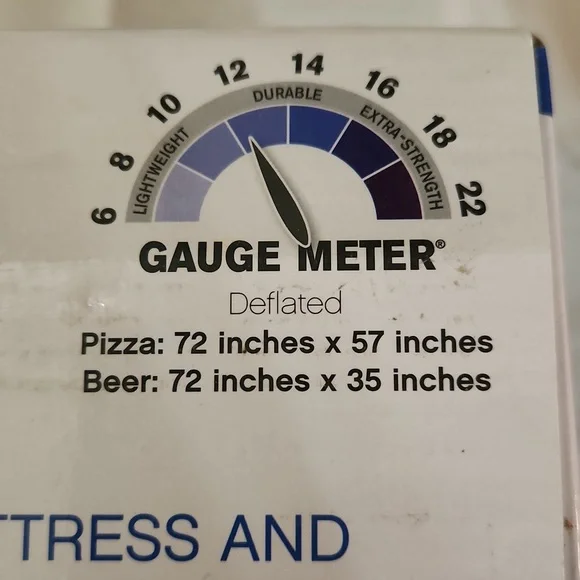 6 8 10 12 14 16 18 22
LIGHTWEIGHT DURABLE EXTRA-STRENGTH
GAUGE METER®
Deflated
Pizza: 72 inches x 57 inches
Beer: 72 inches x 35 inches
TTRESS AND